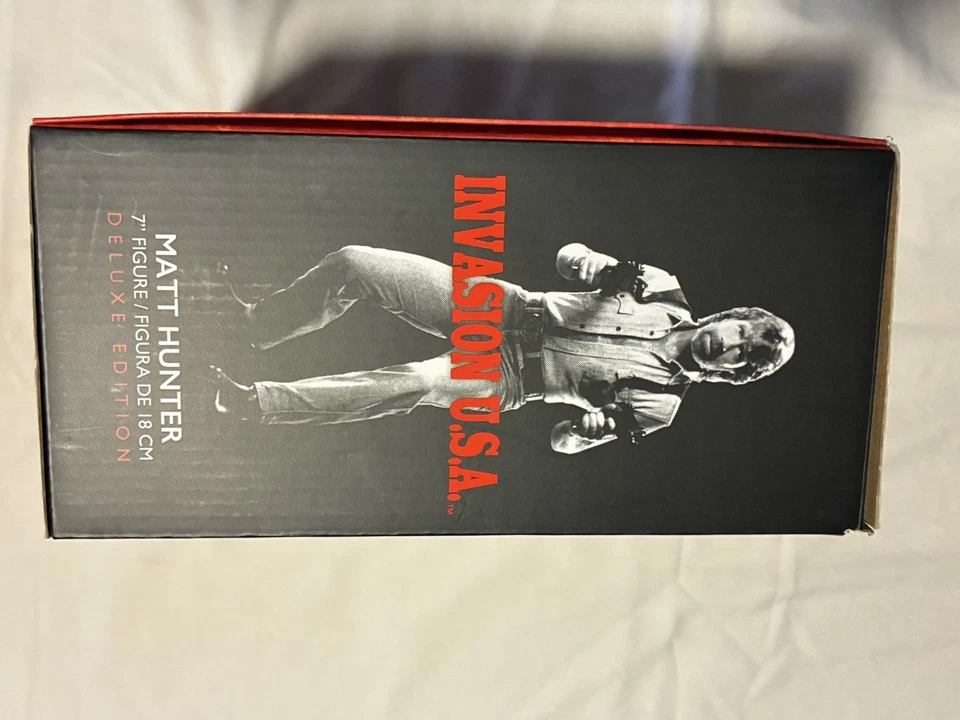 INVASION U.S.A.™
MATT HUNTER
7" FIGURE / FIGURA DE 18 CM
DELUXE EDITION